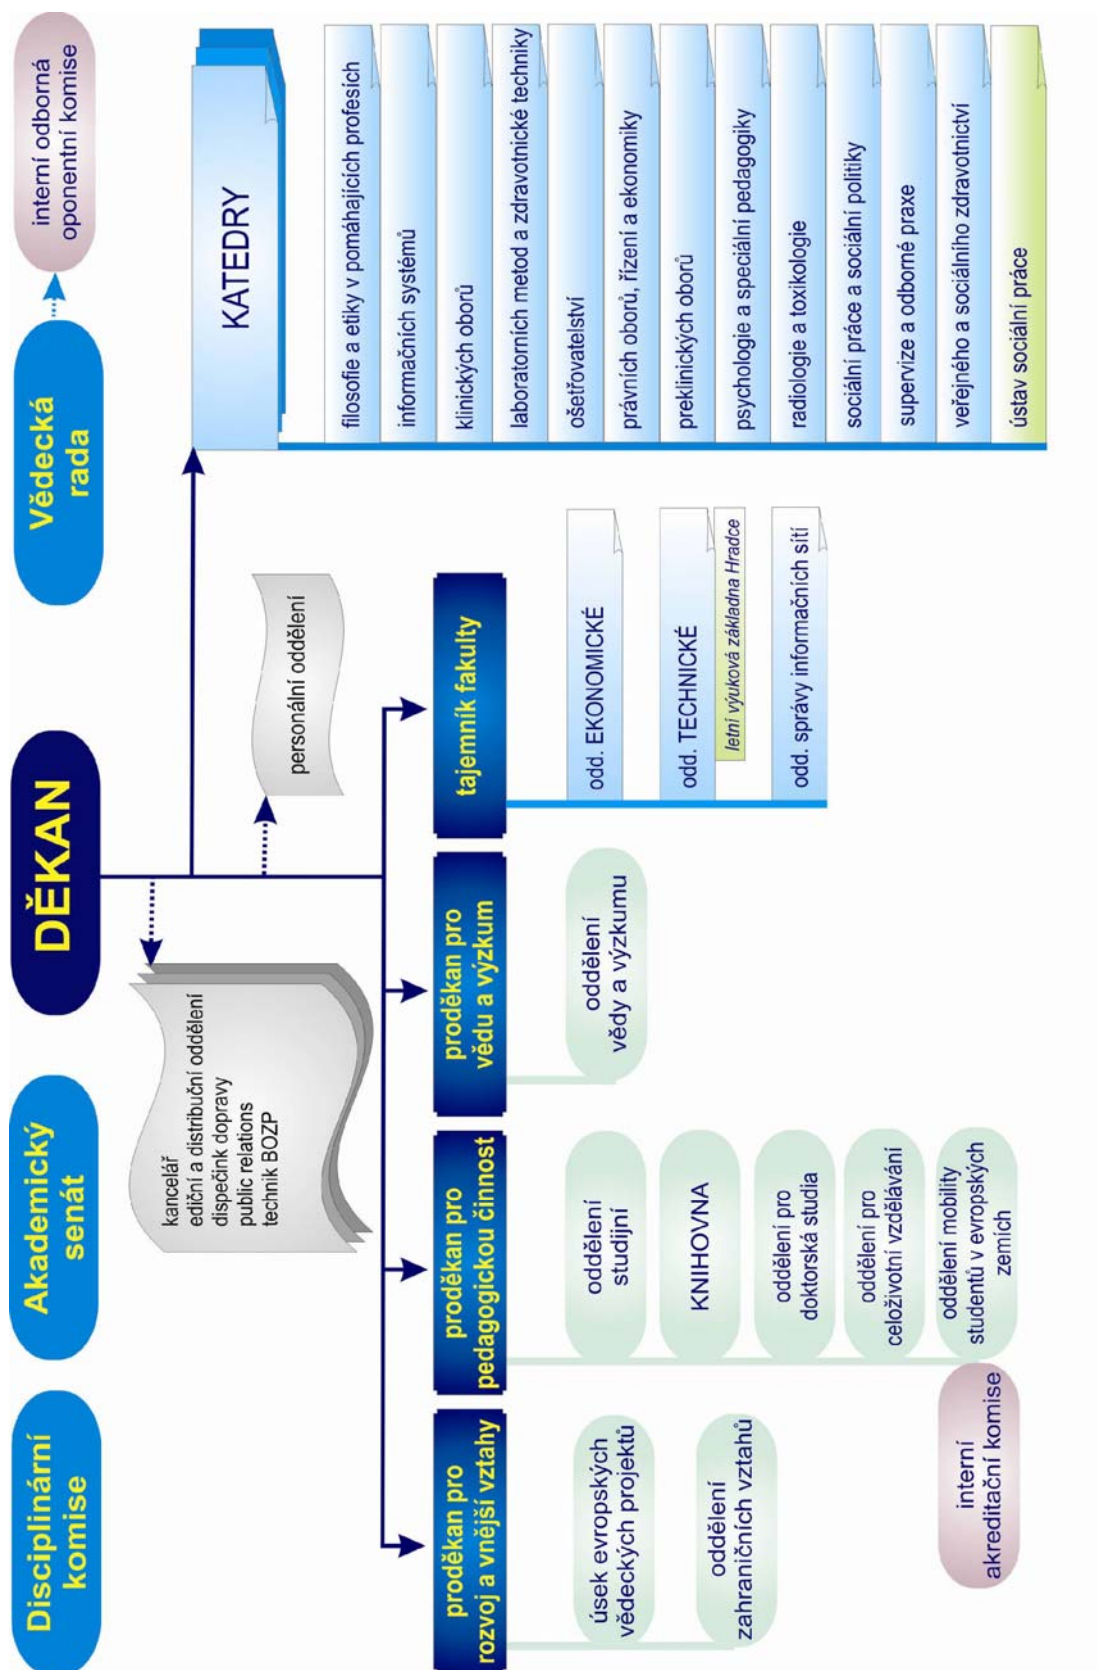 Disciplinární
komise
Akademický
senát
DĚKAN
Vědecká
rada
interní odborná
oponentní komise
kancelář
ediční a distribuční oddělení
dispečink dopravy
public relations
technik BOZP
personální oddělení
KATEDRY
filosofie a etiky v pomáhajících profesích
informačních systémů
klinických oborů
laboratorních metod a zdravotnické techniky
ošetřovatelství
právních oborů, řízení a ekonomiky
preklinických oborů
psychologie a speciální pedagogiky
radiologie a toxikologie
sociální práce a sociální politiky
supervize a odborné praxe
veřejného a sociálního zdravotnictví
ústav sociální práce
proděkan pro
rozvoj a vnější vztahy
úsek evropských
vědeckých projektů
oddělení
zahraničních vztahů
proděkan pro
pedagogickou činnost
oddělení
studijní
KNIHOVNA
oddělení pro
doktorská studia
oddělení pro
celoživotní vzdělávání
oddělení mobility
studentů v evropských
zemích
interní
akreditační komise
proděkan pro
vědu a výzkum
oddělení
vědy a výzkumu
tajemník fakulty
odd. EKONOMICKÉ
odd. TECHNICKÉ
letní výuková základna Hradce
odd. správy informačních sítí